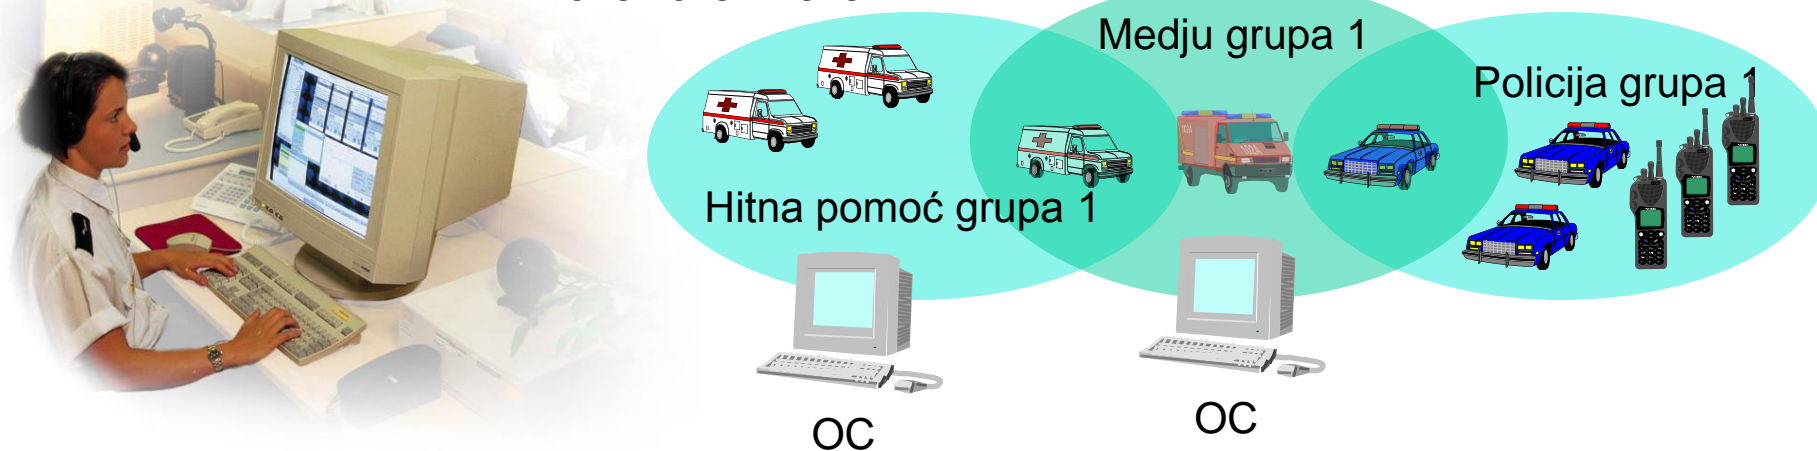 Medju grupa 1
Policija grupa 1
Hitna pomoć grupa 1
OC
OC